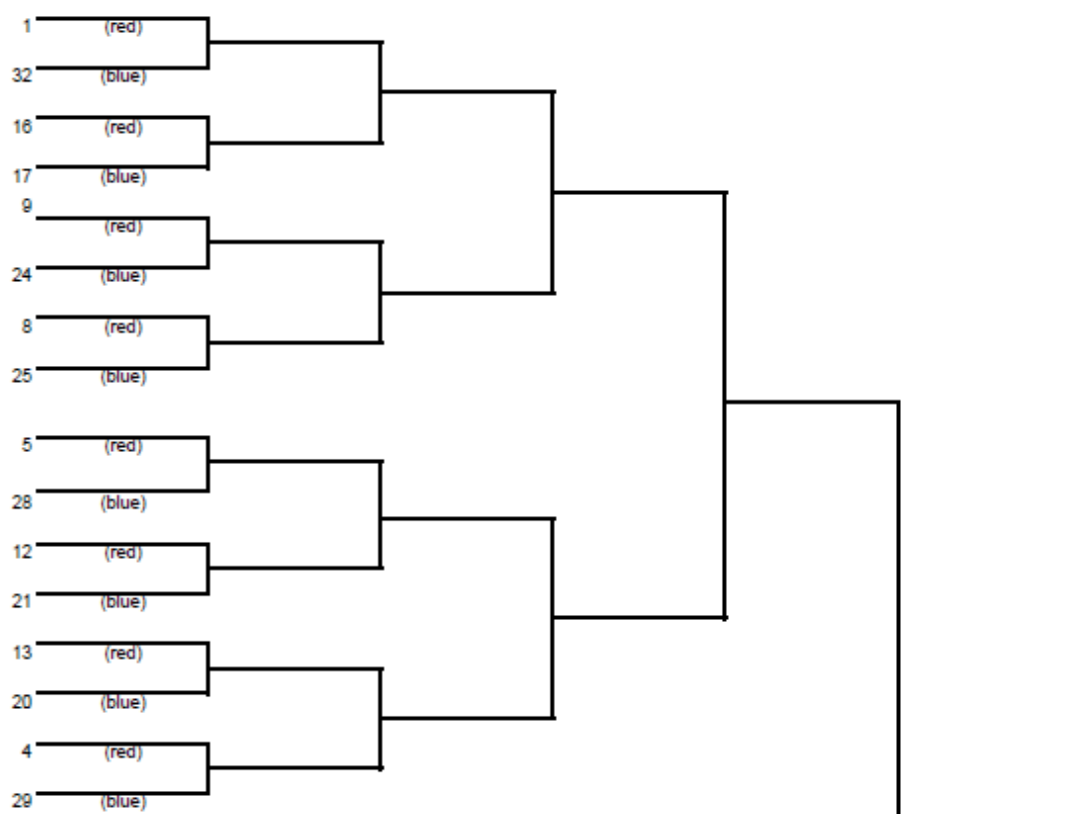 1 (red)
32 (blue)
16 (red)
17 (blue)
9 (red)
24 (blue)
8 (red)
25 (blue)
5 (red)
28 (blue)
12 (red)
21 (blue)
13 (red)
20 (blue)
4 (red)
29 (blue)